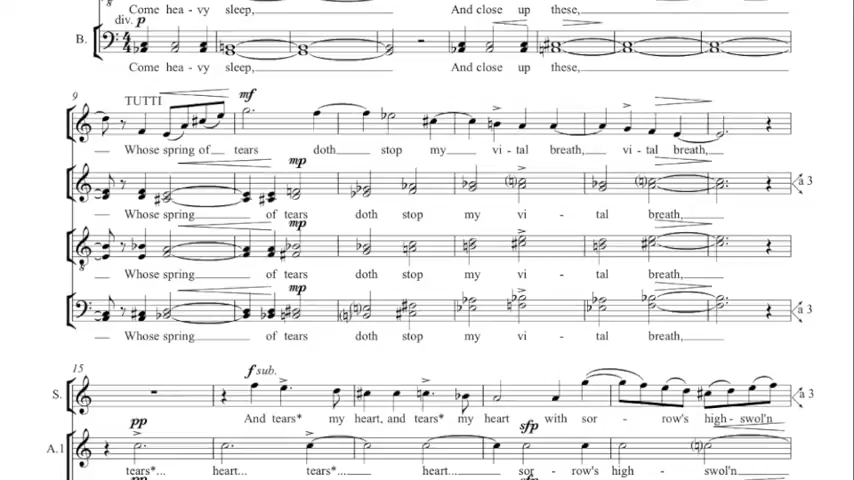 8
Come hea - vy sleep, And close up these,
div. p
B.
Come hea - vy sleep, And close up these,
9
TUTTI
mf
Whose spring of tears doth stop my vi - tal breath, vi - tal breath,
mp
à 3
Whose spring of tears doth stop my vi - tal breath,
mp
8
Whose spring of tears doth stop my vi - tal breath,
mp
à 3
Whose spring of tears doth stop my vi - tal breath,
15
f sub.
S.
à 3
And tears* my heart, and tears* my heart with sor - row's high - swol'n
pp
sfp
A.1
tears*... heart... tears*... heart... sor - row's high - swol'n